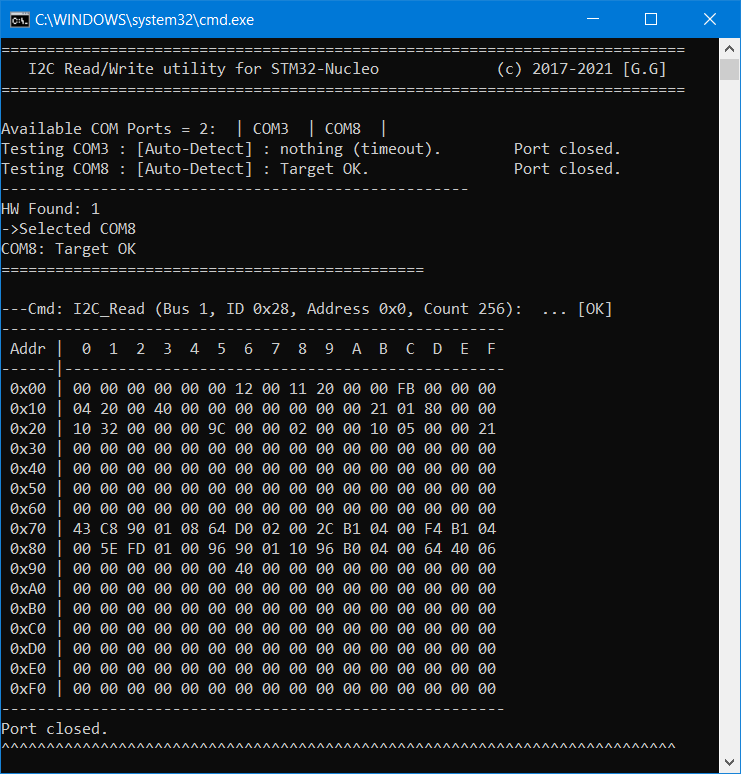 C:\WINDOWS\system32\cmd.exe
============================================================================
I2C Read/Write utility for STM32-Nucleo             (c) 2017-2021 [G.G]
============================================================================
Available COM Ports = 2:  | COM3  | COM8  |
Testing COM3 : [Auto-Detect] : nothing (timeout).        Port closed.
Testing COM8 : [Auto-Detect] : Target OK.                Port closed.
----------------------------------------------------
HW Found: 1
->Selected COM8
COM8: Target OK
===============================================
---Cmd: I2C_Read (Bus 1, ID 0x28, Address 0x0, Count 256):  ... [OK]
--------------------------------------------------------
 Addr |  0  1  2  3  4  5  6  7  8  9  A  B  C  D  E  F
------|-------------------------------------------------
 0x00 | 00 00 00 00 00 00 12 00 11 20 00 00 FB 00 00 00
 0x10 | 04 20 00 40 00 00 00 00 00 00 00 21 01 80 00 00
 0x20 | 10 32 00 00 00 9C 00 00 02 00 00 10 05 00 00 21
 0x30 | 00 00 00 00 00 00 00 00 00 00 00 00 00 00 00 00
 0x40 | 00 00 00 00 00 00 00 00 00 00 00 00 00 00 00 00
 0x50 | 00 00 00 00 00 00 00 00 00 00 00 00 00 00 00 00
 0x60 | 00 00 00 00 00 00 00 00 00 00 00 00 00 00 00 00
 0x70 | 43 C8 90 01 08 64 D0 02 00 2C B1 04 00 F4 B1 04
 0x80 | 00 5E FD 01 00 96 90 01 10 96 B0 04 00 64 40 06
 0x90 | 00 00 00 00 00 00 40 00 00 00 00 00 00 00 00 00
 0xA0 | 00 00 00 00 00 00 00 00 00 00 00 00 00 00 00 00
 0xB0 | 00 00 00 00 00 00 00 00 00 00 00 00 00 00 00 00
 0xC0 | 00 00 00 00 00 00 00 00 00 00 00 00 00 00 00 00
 0xD0 | 00 00 00 00 00 00 00 00 00 00 00 00 00 00 00 00
 0xE0 | 00 00 00 00 00 00 00 00 00 00 00 00 00 00 00 00
 0xF0 | 00 00 00 00 00 00 00 00 00 00 00 00 00 00 00 00
--------------------------------------------------------
Port closed.
^^^^^^^^^^^^^^^^^^^^^^^^^^^^^^^^^^^^^^^^^^^^^^^^^^^^^^^^^^^^^^^^^^^^^^^^^^^